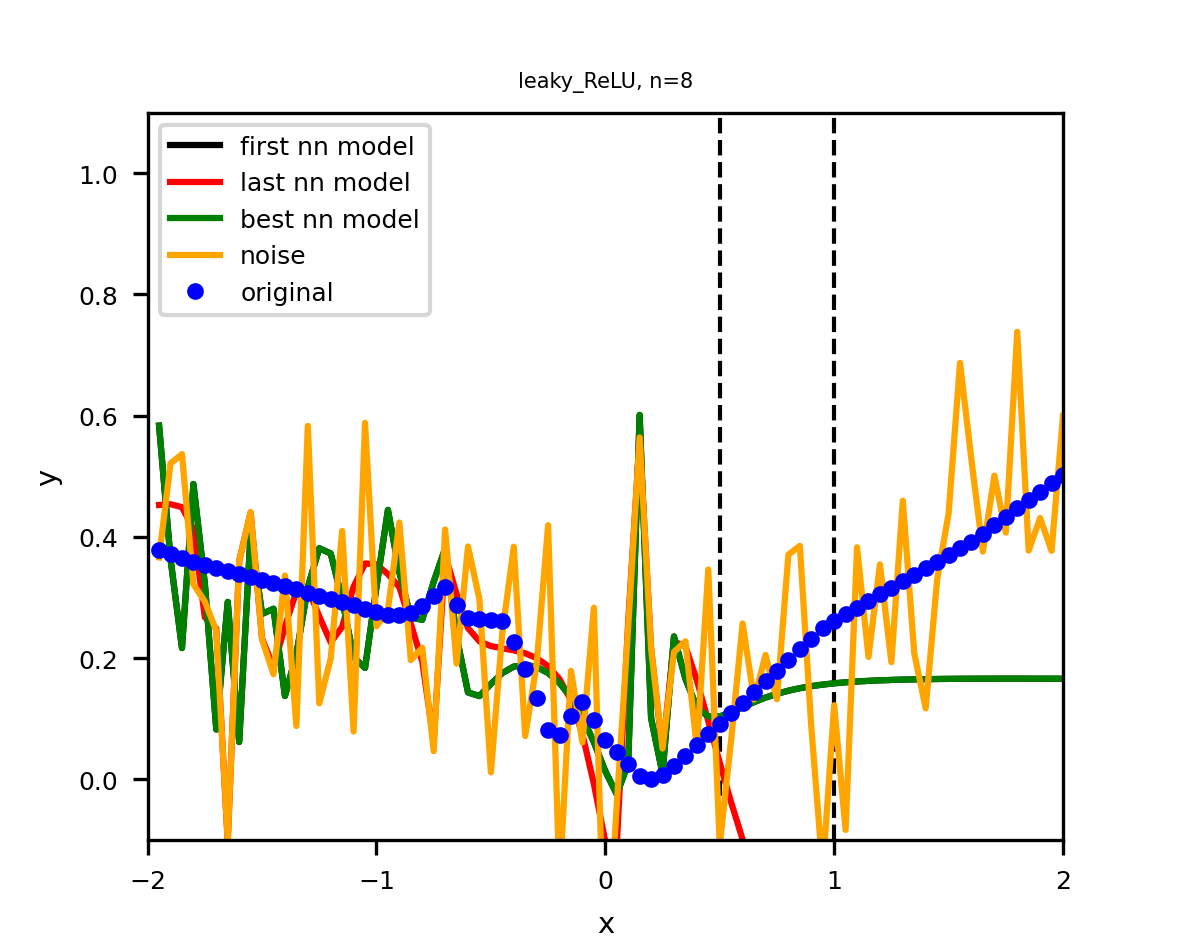 leaky_ReLU, n=8
first nn model
last nn model
best nn model
noise
original
1.0
0.8
0.6
0.4
0.2
0.0
y
−2
−1
0
1
2
x